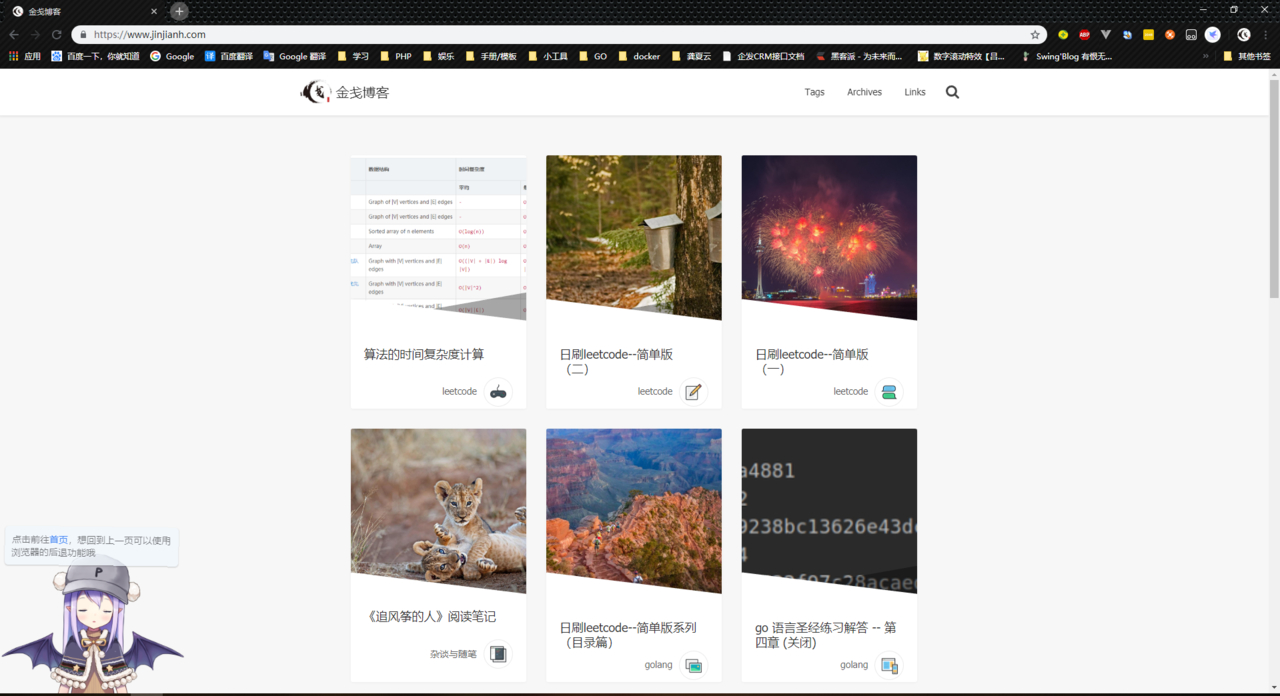 金戈博客
https://www.jinjianh.com
应用 百度一下，你就知道 Google 百度翻译 Google 翻译 学习 PHP 娱乐 手册/模板 小工具 GO docker 龚夏云 企发CRM接口文档 黑客派 - 为未来而... 数字滚动特效【吕... Swing'Blog 有恨无... 其他书签
金戈博客 Tags Archives Links
数据结构 时间复杂度
平均
Graph of |V| vertices and |E| edges -
Graph of |V| vertices and |E| edges -
Sorted array of n elements O(log(n))
Array O(n)
Graph with |V| vertices and |E| edges O((|V| + |E|) log |V|)
Graph with |V| vertices and |E| edges O(|V|^2)
算法的时间复杂度计算
leetcode
日刷leetcode--简单版
（二）
leetcode
日刷leetcode--简单版
（一）
leetcode
《追风筝的人》阅读笔记
杂谈与随笔
日刷leetcode--简单版系列
（目录篇）
golang
a4881
2
9238bc13626e43d
4
go 语言圣经练习解答 -- 第
四章 (关闭)
golang
点击前往首页，想回到上一页可以使用
浏览器的后退功能哦
P